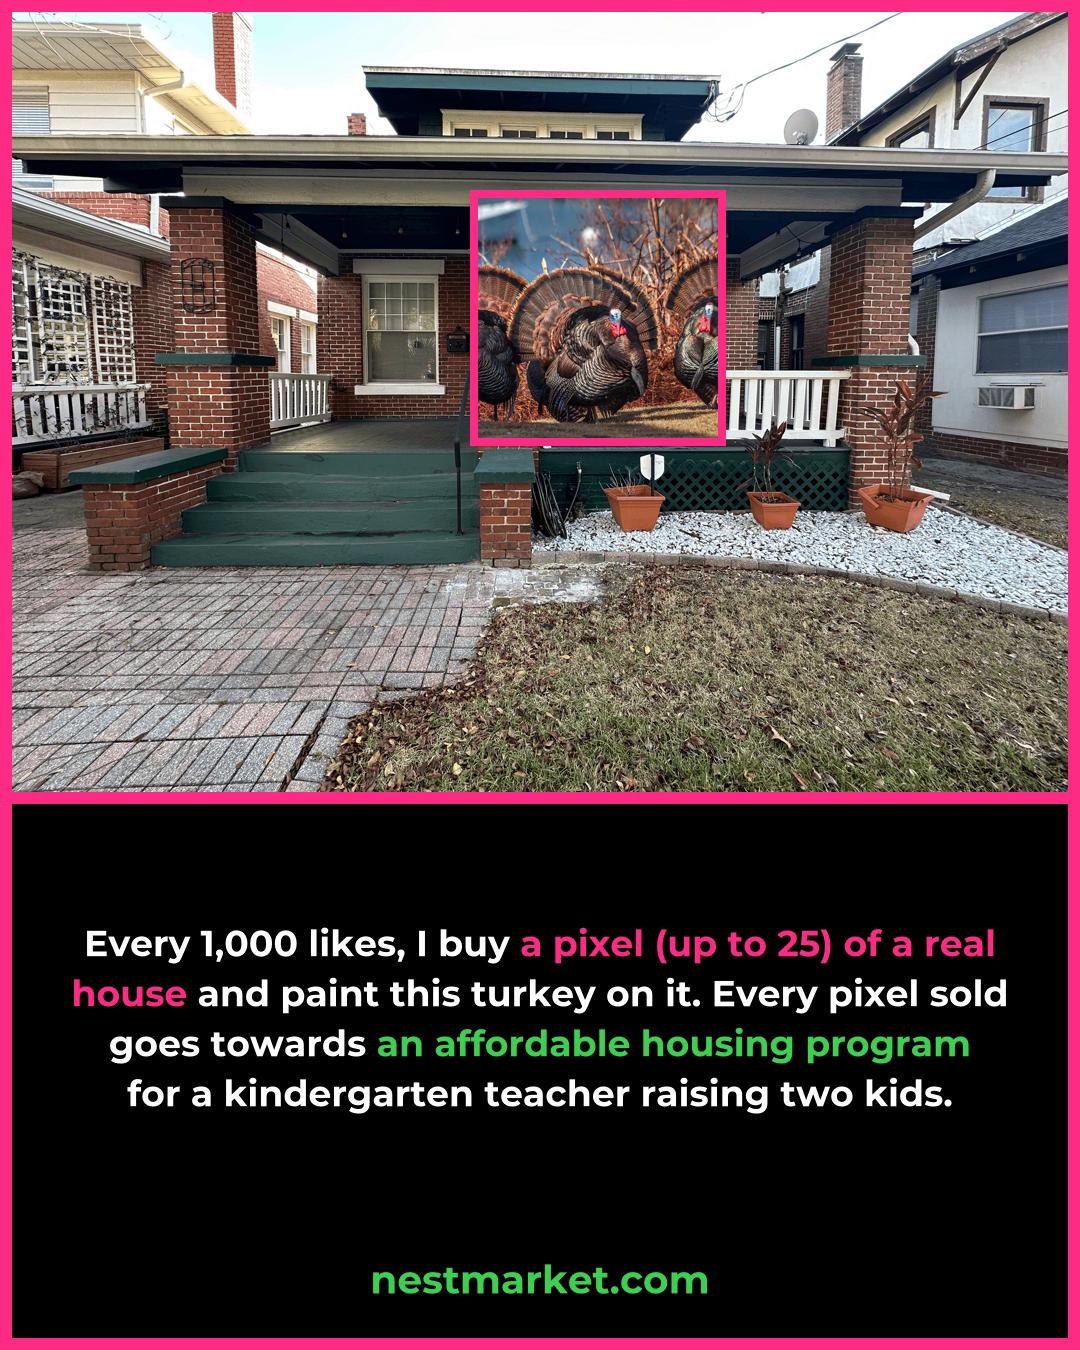 Every 1,000 likes, I buy a pixel (up to 25) of a real
house and paint this turkey on it. Every pixel sold
goes towards an affordable housing program
for a kindergarten teacher raising two kids.
nestmarket.com